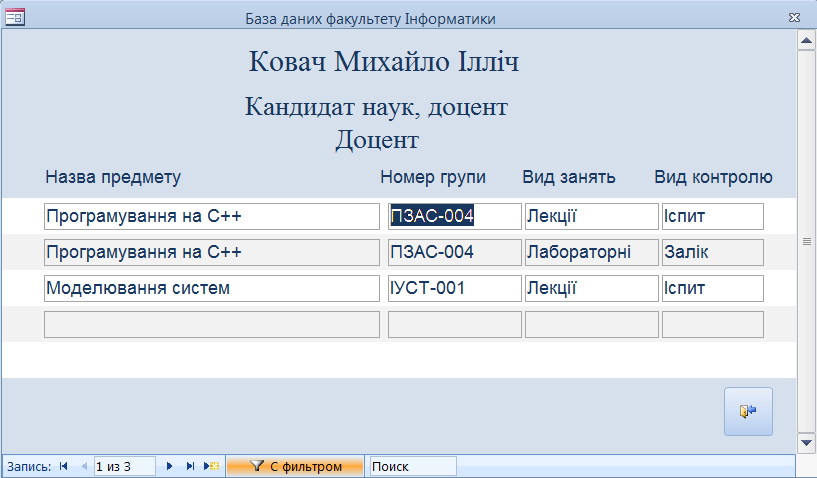 База даних факультету Інформатики
Ковач Михайло Ілліч
Кандидат наук, доцент
Доцент
Назва предмету Номер групи Вид занять Вид контролю
Програмування на С++ ПЗАС-004 Лекції Іспит
Програмування на С++ ПЗАС-004 Лабораторні Залік
Моделювання систем ІУСТ-001 Лекції Іспит
Запись: 1 из 3 С фильтром Поиск